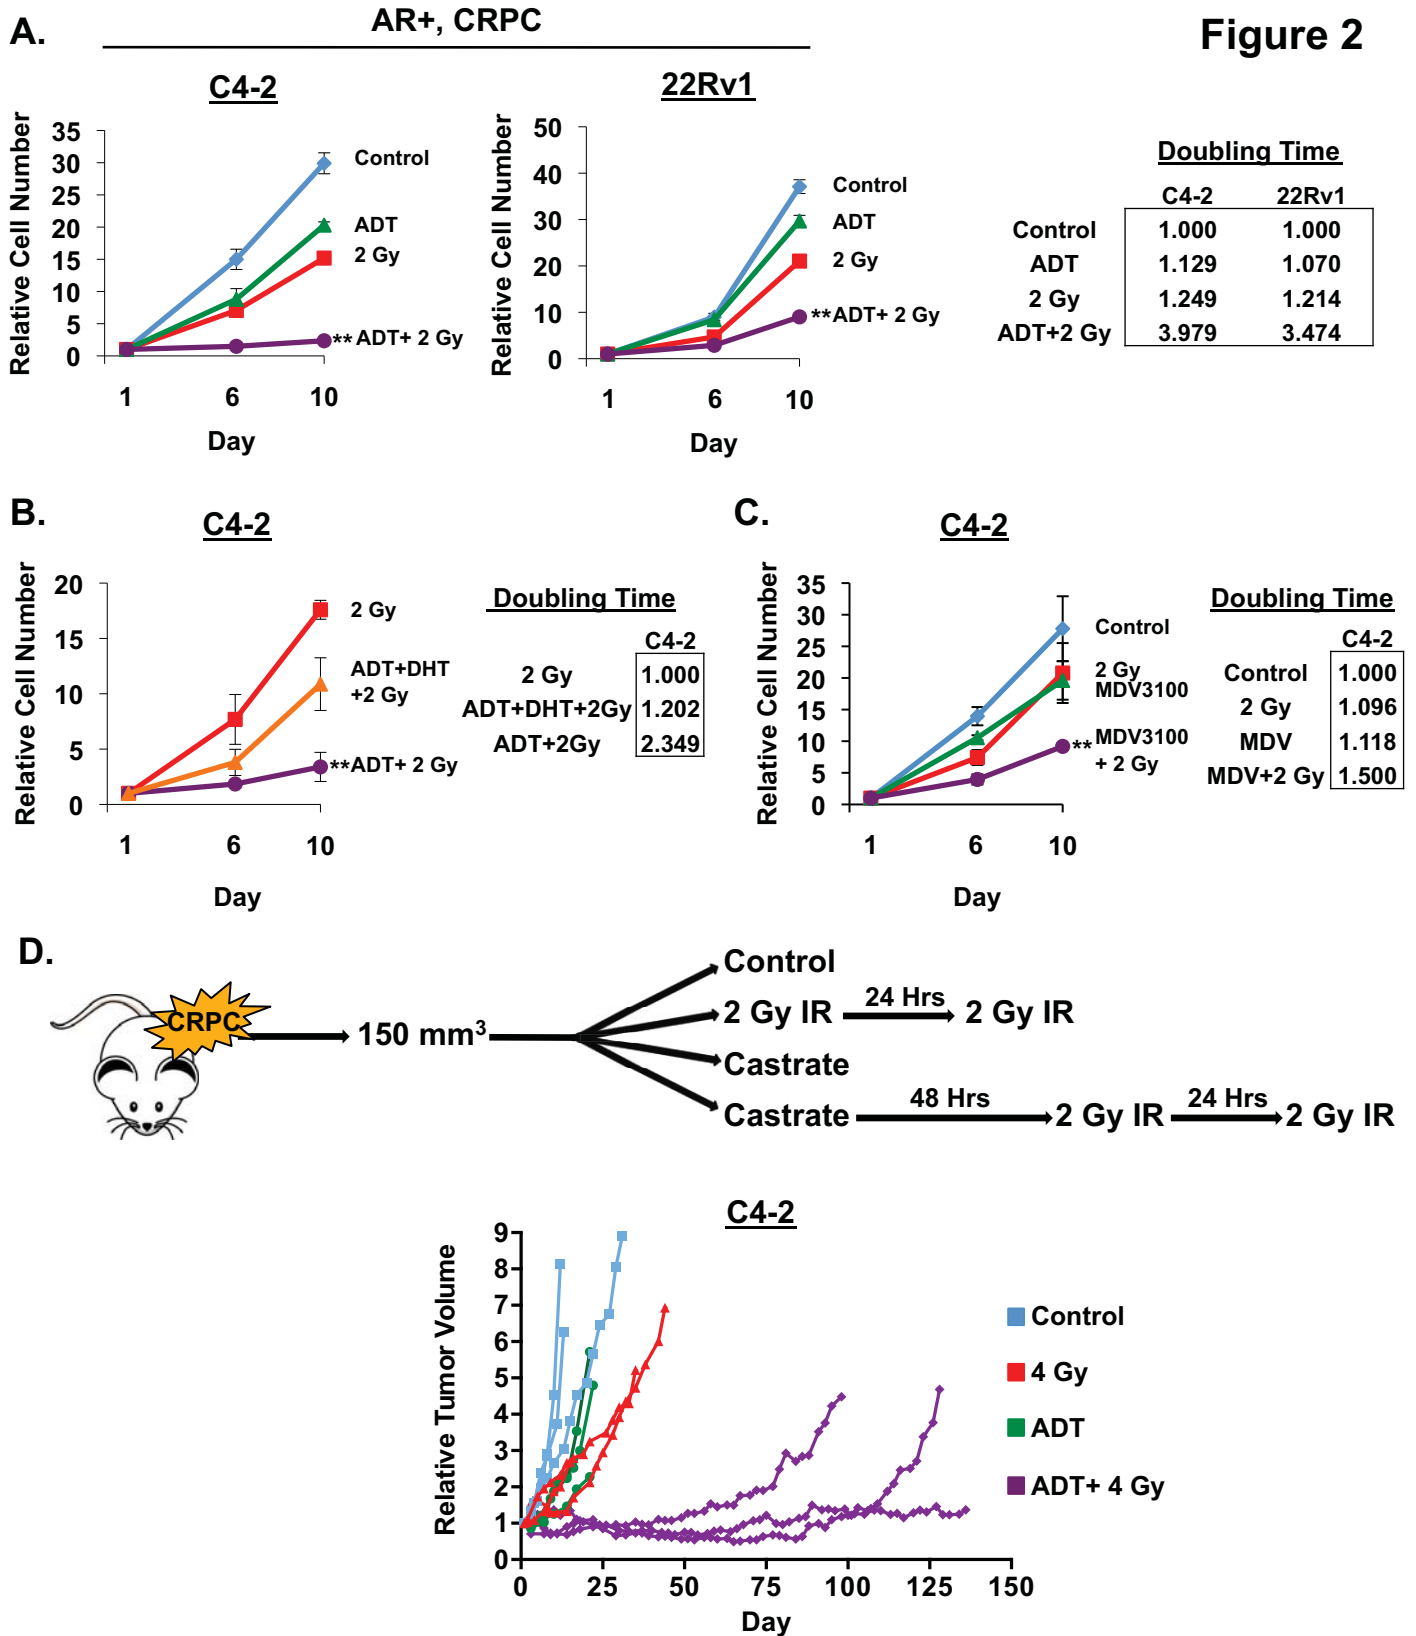 Figure 2
A.
AR+, CRPC
C4-2
Relative Cell Number
35
30
25
20
15
10
5
0
Control
ADT
2 Gy
**ADT+ 2 Gy
1 6 10
Day
22Rv1
Relative Cell Number
50
40
30
20
10
0
Control
ADT
2 Gy
**ADT+ 2 Gy
1 6 10
Day
Doubling Time
C4-2 22Rv1
Control 1.000 1.000
ADT 1.129 1.070
2 Gy 1.249 1.214
ADT+2 Gy 3.979 3.474
B.
C4-2
Relative Cell Number
20
15
10
5
0
2 Gy
ADT+DHT
+2 Gy
**ADT+ 2 Gy
1 6 10
Day
Doubling Time
C4-2
2 Gy 1.000
ADT+DHT+2Gy 1.202
ADT+2Gy 2.349
C.
C4-2
Relative Cell Number
35
30
25
20
15
10
5
0
Control
2 Gy
MDV3100
**MDV3100
+ 2 Gy
1 6 10
Day
Doubling Time
C4-2
Control 1.000
2 Gy 1.096
MDV 1.118
MDV+2 Gy 1.500
D.
CRPC
150 mm³
Control
2 Gy IR 24 Hrs 2 Gy IR
Castrate
Castrate 48 Hrs 2 Gy IR 24 Hrs 2 Gy IR
C4-2
Relative Tumor Volume
9
8
7
6
5
4
3
2
1
0
0 25 50 75 100 125 150
Day
Control
4 Gy
ADT
ADT+ 4 Gy